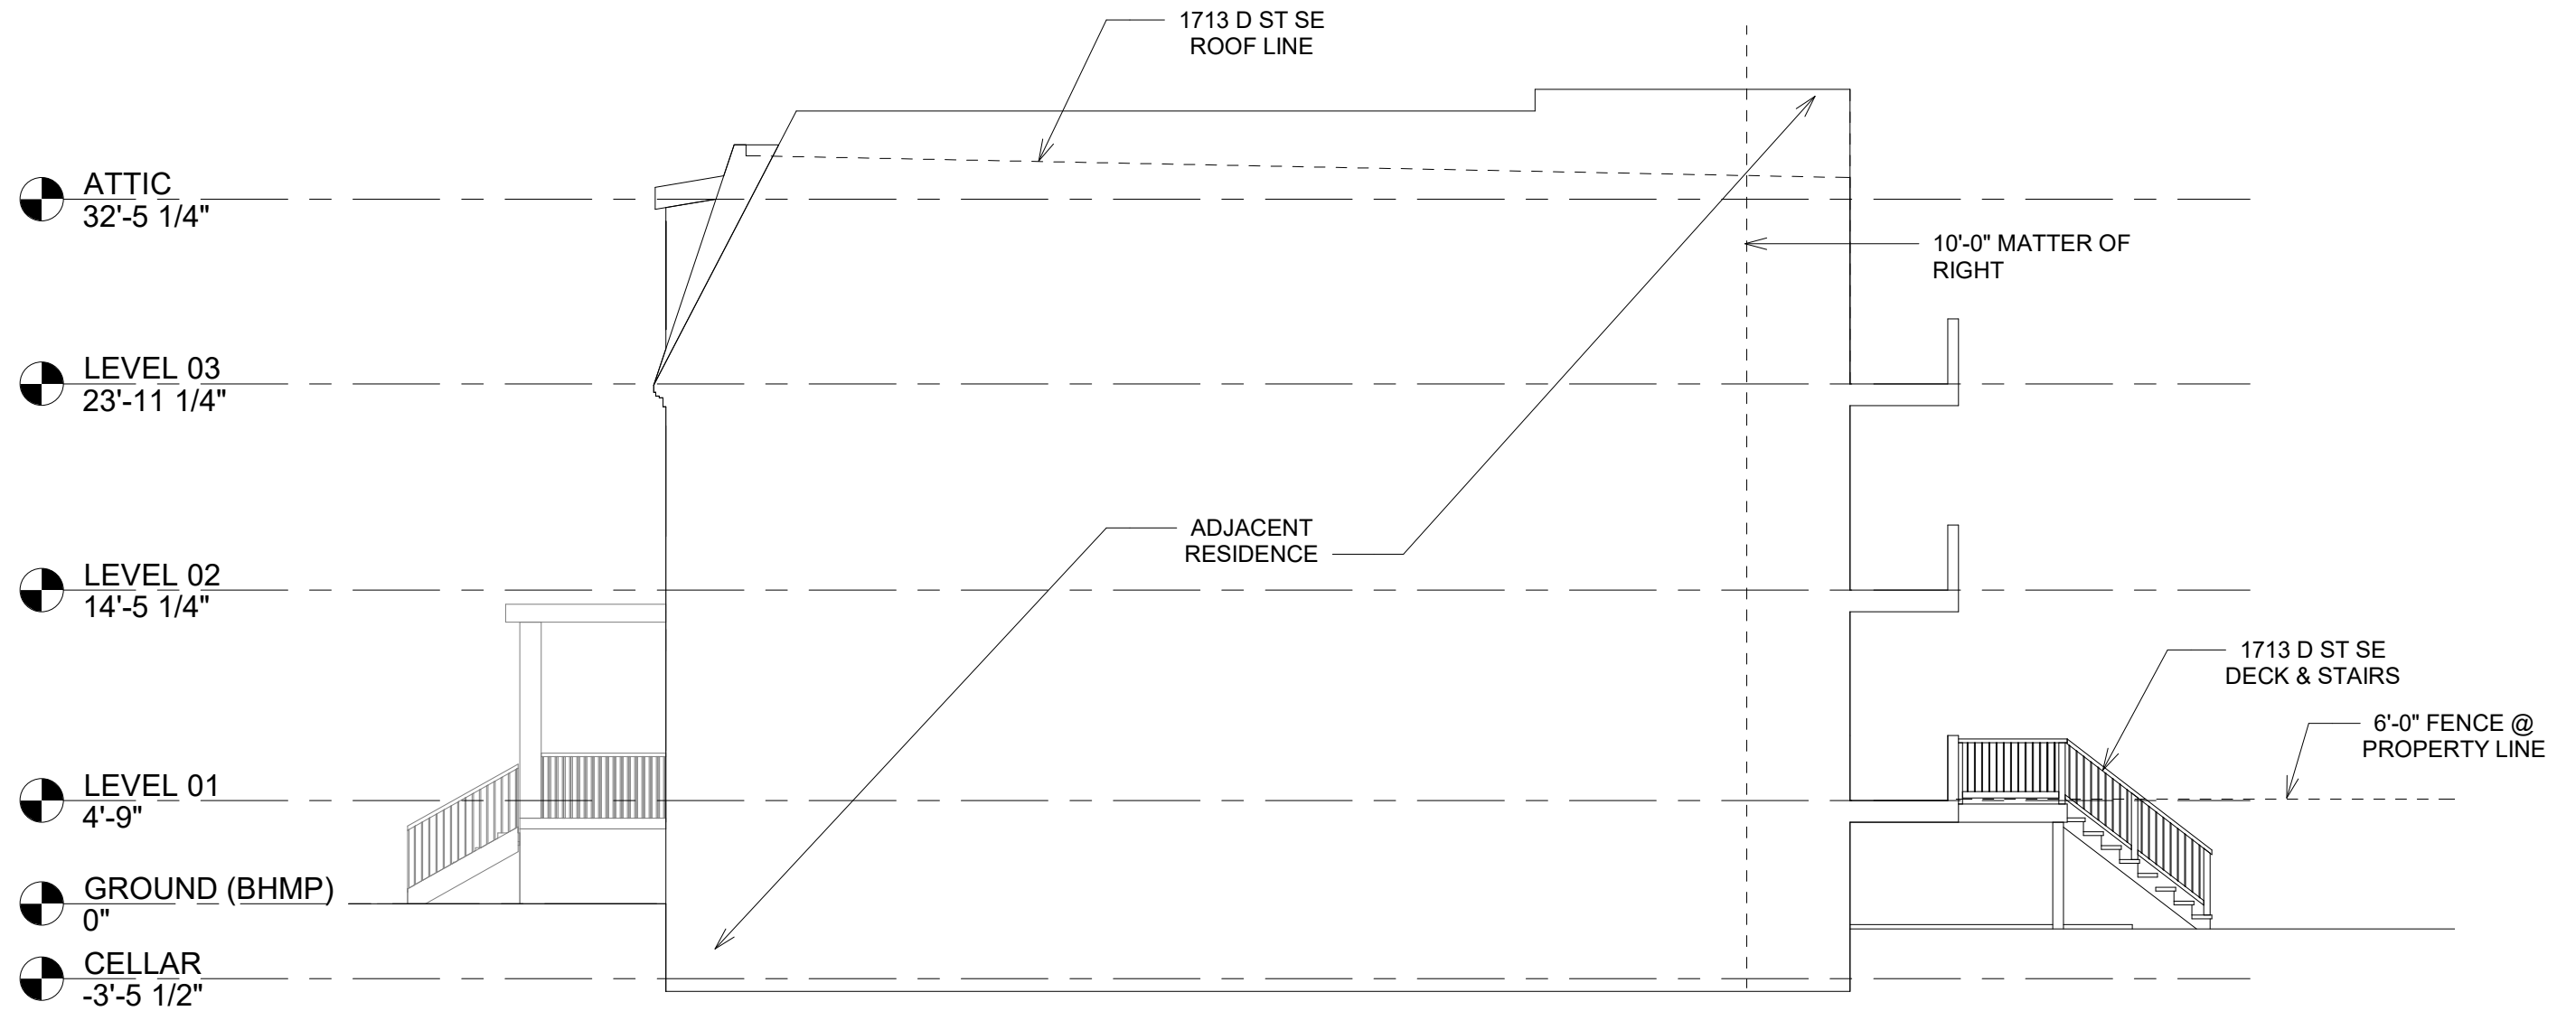 1713 D ST SE
ROOF LINE
ATTIC
32'-5 1/4"
10'-0" MATTER OF
RIGHT
LEVEL 03
23'-11 1/4"
ADJACENT
RESIDENCE
LEVEL 02
14'-5 1/4"
1713 D ST SE
DECK & STAIRS
6'-0" FENCE @
PROPERTY LINE
LEVEL 01
4'-9"
GROUND (BHMP)
0"
CELLAR
-3'-5 1/2"